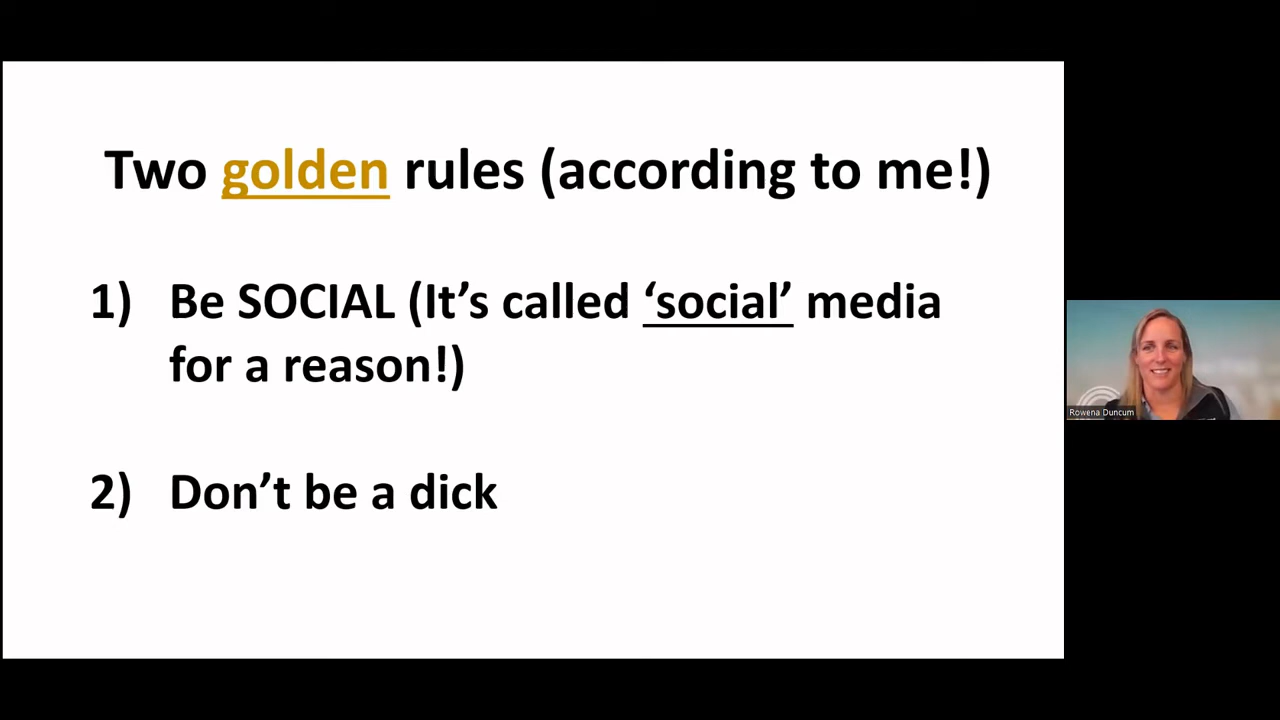 Two golden rules (according to me!)
1) Be SOCIAL (It’s called ‘social’ media
for a reason!)
2) Don’t be a dick
Rowena Duncum